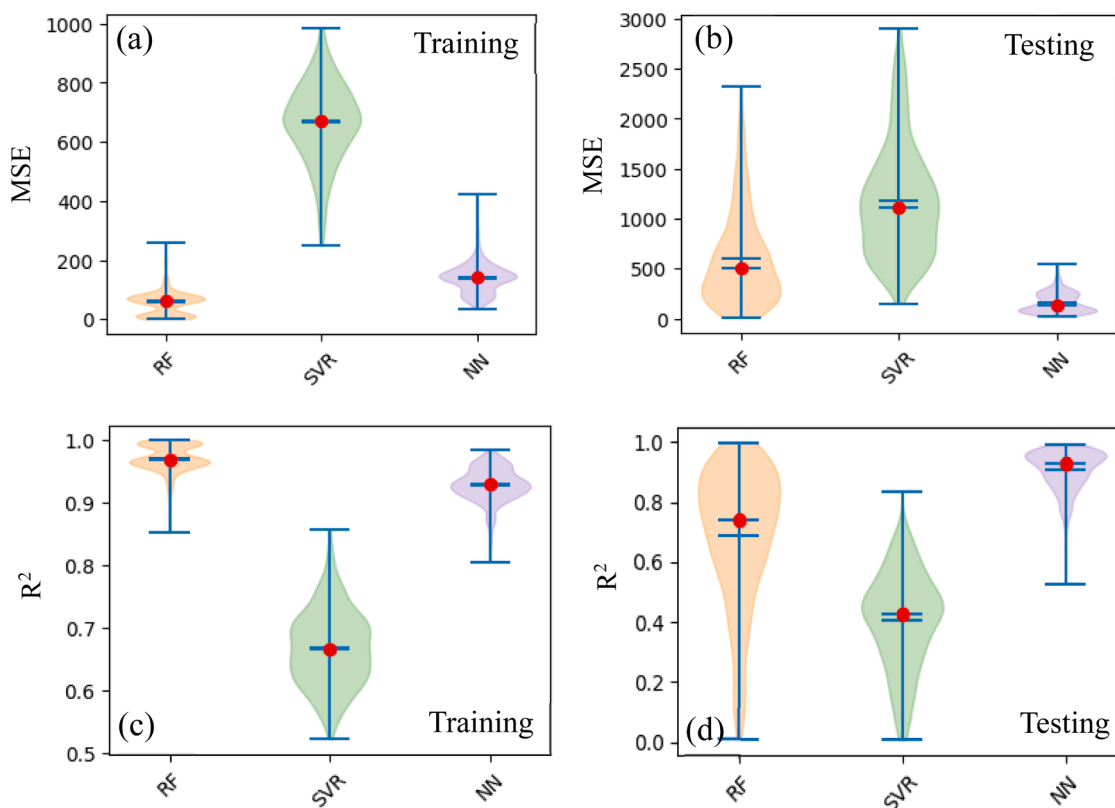 (a)
Training
MSE
1000
800
600
400
200
0
RF
SVR
NN
(b)
Testing
MSE
3000
2500
2000
1500
1000
500
0
RF
SVR
NN
R²
1.0
0.9
0.8
0.7
0.6
0.5
(c)
Training
RF
SVR
NN
R²
1.0
0.8
0.6
0.4
0.2
0.0
(d)
Testing
RF
SVR
NN